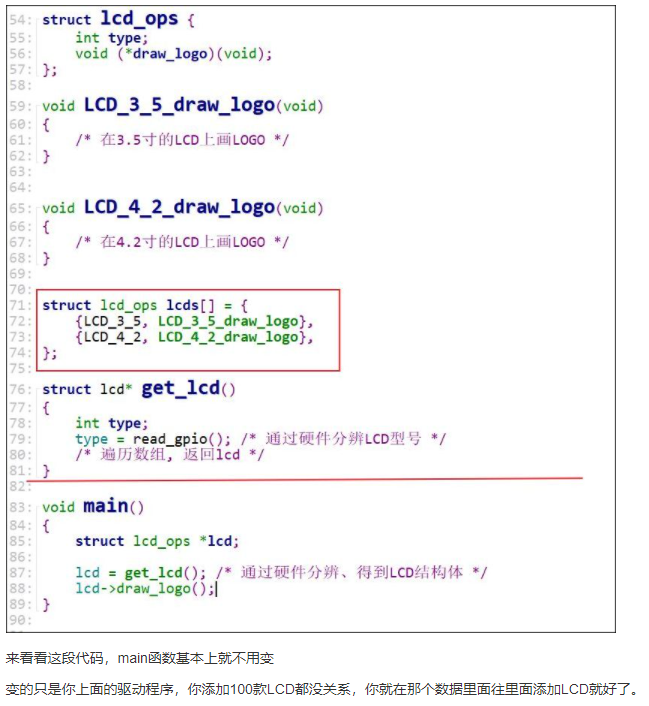 54: struct lcd_ops {
55:     int type;
56:     void (*draw_logo)(void);
57: };
58:
59: void LCD_3_5_draw_logo(void)
60: {
61:     /* 在3.5寸的LCD上画LOGO */
62: }
63:
64:
65: void LCD_4_2_draw_logo(void)
66: {
67:     /* 在4.2寸的LCD上画LOGO */
68: }
69:
70:
71: struct lcd_ops lcds[] = {
72:     {LCD_3_5, LCD_3_5_draw_logo},
73:     {LCD_4_2, LCD_4_2_draw_logo},
74: };
75:
76: struct lcd* get_lcd()
77: {
78:     int type;
79:     type = read_gpio(); /* 通过硬件分辨LCD型号 */
80:     /* 遍历数组, 返回lcd */
81: }
82:
83: void main()
84: {
85:     struct lcd_ops *lcd;
86:
87:     lcd = get_lcd(); /* 通过硬件分辨、得到LCD结构体 */
88:     lcd->draw_logo();
89: }
90:
来看看这段代码，main函数基本上就不用变
变的只是你上面的驱动程序，你添加100款LCD都没关系，你就在那个数据里面往里面添加LCD就好了。